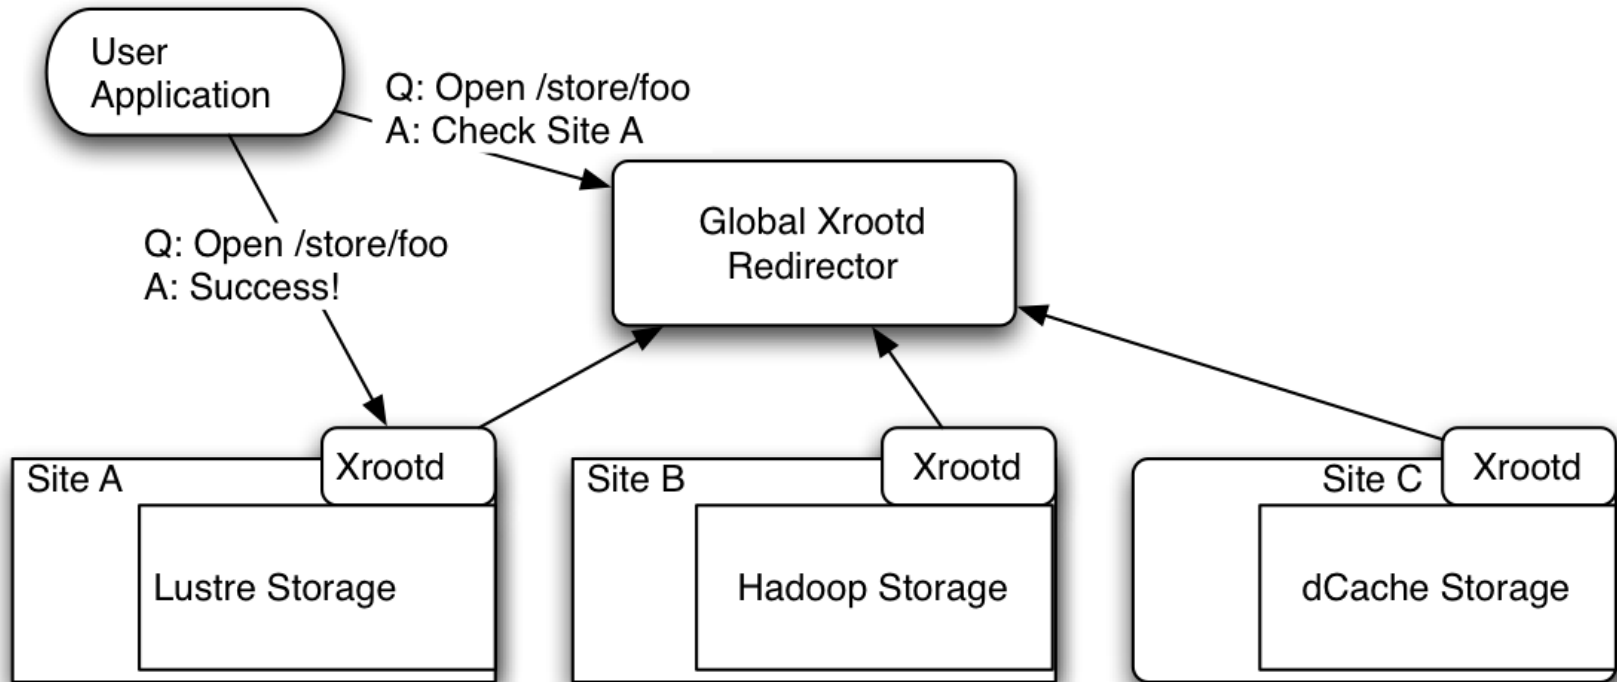 User
Application
Q: Open /store/foo
A: Check Site A
Global Xrootd
Redirector
Q: Open /store/foo
A: Success!
Site A
Xrootd
Lustre Storage
Site B
Xrootd
Hadoop Storage
Site C
Xrootd
dCache Storage